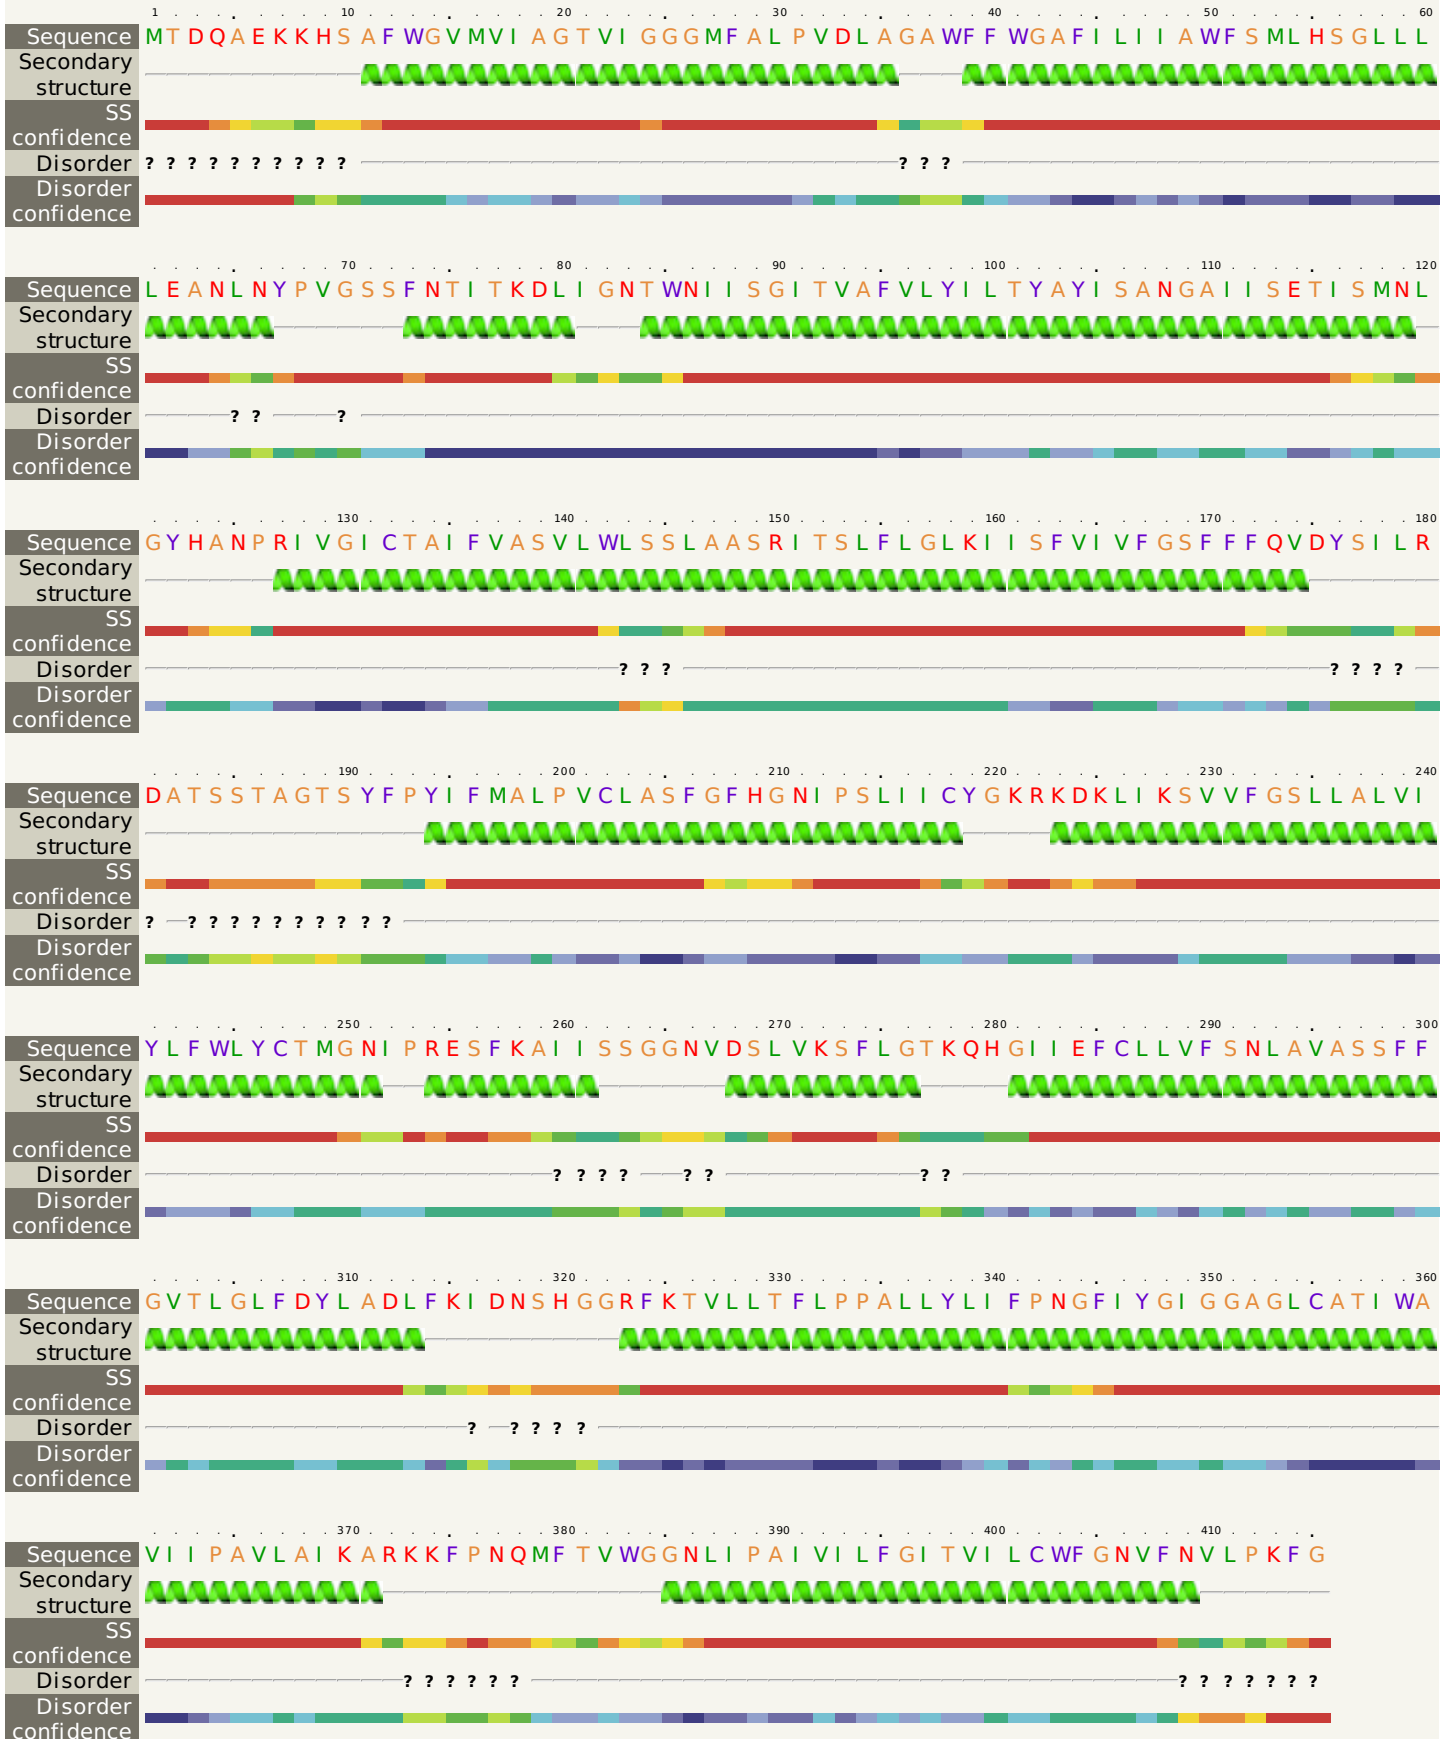 1 . . . . . . . . 10 . . . . . . . . . 20 . . . . . . . . . 30 . . . . . . . . . 40 . . . . . . . . . 50 . . . . . . . . . 60
Sequence MTDQAEKKHSAFWGVMVIAGTVIGGGMFALPVDLAGAWFFWGAFILIIAWFSMLHSGLLL
Secondary
structure
SS
confidence
Disorder ? ? ? ? ? ? ? ? ? ? ? ? ?
Disorder
confidence
. . . . . . . . . 70 . . . . . . . . . 80 . . . . . . . . . 90 . . . . . . . . . 100 . . . . . . . . . 110 . . . . . . . . . 120
Sequence LEANLNYPVGSSFNTITKDLIGNTWNIISGITVAFVLYILTYAYISANGAIISETISMNL
Secondary
structure
SS
confidence
Disorder ? ? ?
Disorder
confidence
. . . . . . . . . 130 . . . . . . . . . 140 . . . . . . . . . 150 . . . . . . . . . 160 . . . . . . . . . 170 . . . . . . . . . 180
Sequence GYHANPRIVGICTAIFVASVLWLSSLAASRITSLFLGLKIISFVIVFGSFFFQVDYSILR
Secondary
structure
SS
confidence
Disorder ? ? ? ? ? ? ?
Disorder
confidence
. . . . . . . . . 190 . . . . . . . . . 200 . . . . . . . . . 210 . . . . . . . . . 220 . . . . . . . . . 230 . . . . . . . . . 240
Sequence DATSSTAGTSYFPYIFMALPVCLASFGFHGNIPSLIICYGKRKDKLIKSVVFGSLLALVI
Secondary
structure
SS
confidence
Disorder ? ? ? ? ? ? ? ? ? ? ?
Disorder
confidence
. . . . . . . . . 250 . . . . . . . . . 260 . . . . . . . . . 270 . . . . . . . . . 280 . . . . . . . . . 290 . . . . . . . . . 300
Sequence YLFWLYCTMGNIPRESFKAIISSGGNVDSLVKSFLGTKQHGIIEFCLLVFSNLAVASSFF
Secondary
structure
SS
confidence
Disorder ? ? ? ? ? ? ? ?
Disorder
confidence
. . . . . . . . . 310 . . . . . . . . . 320 . . . . . . . . . 330 . . . . . . . . . 340 . . . . . . . . . 350 . . . . . . . . . 360
Sequence GVTLGLFDYLADLFKIDNSHGGRFKTVLLTFLPPALLYLIFPNGFIYGIGGAGLCATIWA
Secondary
structure
SS
confidence
Disorder ? ? ? ? ?
Disorder
confidence
. . . . . . . . . 370 . . . . . . . . . 380 . . . . . . . . . 390 . . . . . . . . . 400 . . . . . . . . . 410 . . . . .
Sequence VIIPAVLAIKARKKFPNQMFTVWGGNLIPAIVILFGITVILCWFGNVFNVLPKFG
Secondary
structure
SS
confidence
Disorder ? ? ? ? ? ? ? ? ? ? ? ? ?
Disorder
confidence